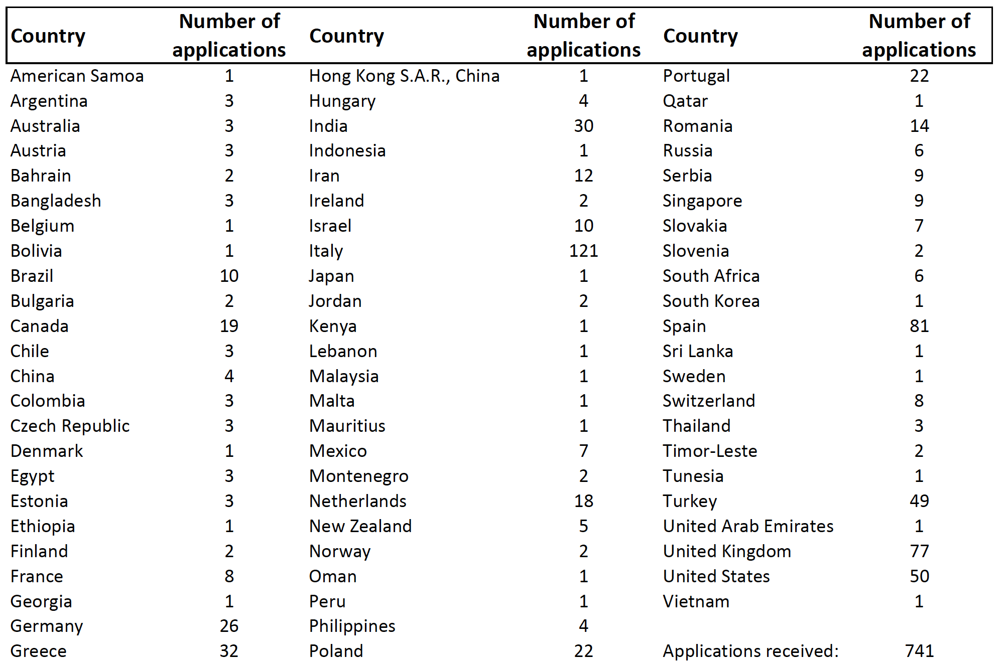 Country Number of applications Country Number of applications Country Number of applications
American Samoa 1 Hong Kong S.A.R., China 1 Portugal 22
Argentina 3 Hungary 4 Qatar 1
Australia 3 India 30 Romania 14
Austria 3 Indonesia 1 Russia 6
Bahrain 2 Iran 12 Serbia 9
Bangladesh 3 Ireland 2 Singapore 9
Belgium 1 Israel 10 Slovakia 7
Bolivia 1 Italy 121 Slovenia 2
Brazil 10 Japan 1 South Africa 6
Bulgaria 2 Jordan 2 South Korea 1
Canada 19 Kenya 1 Spain 81
Chile 3 Lebanon 1 Sri Lanka 1
China 4 Malaysia 1 Sweden 1
Colombia 3 Malta 1 Switzerland 8
Czech Republic 3 Mauritius 1 Thailand 3
Denmark 1 Mexico 7 Timor-Leste 2
Egypt 3 Montenegro 2 Tunesia 1
Estonia 3 Netherlands 18 Turkey 49
Ethiopia 1 New Zealand 5 United Arab Emirates 1
Finland 2 Norway 2 United Kingdom 77
France 8 Oman 1 United States 50
Georgia 1 Peru 1 Vietnam 1
Germany 26 Philippines 4
Greece 32 Poland 22 Applications received: 741